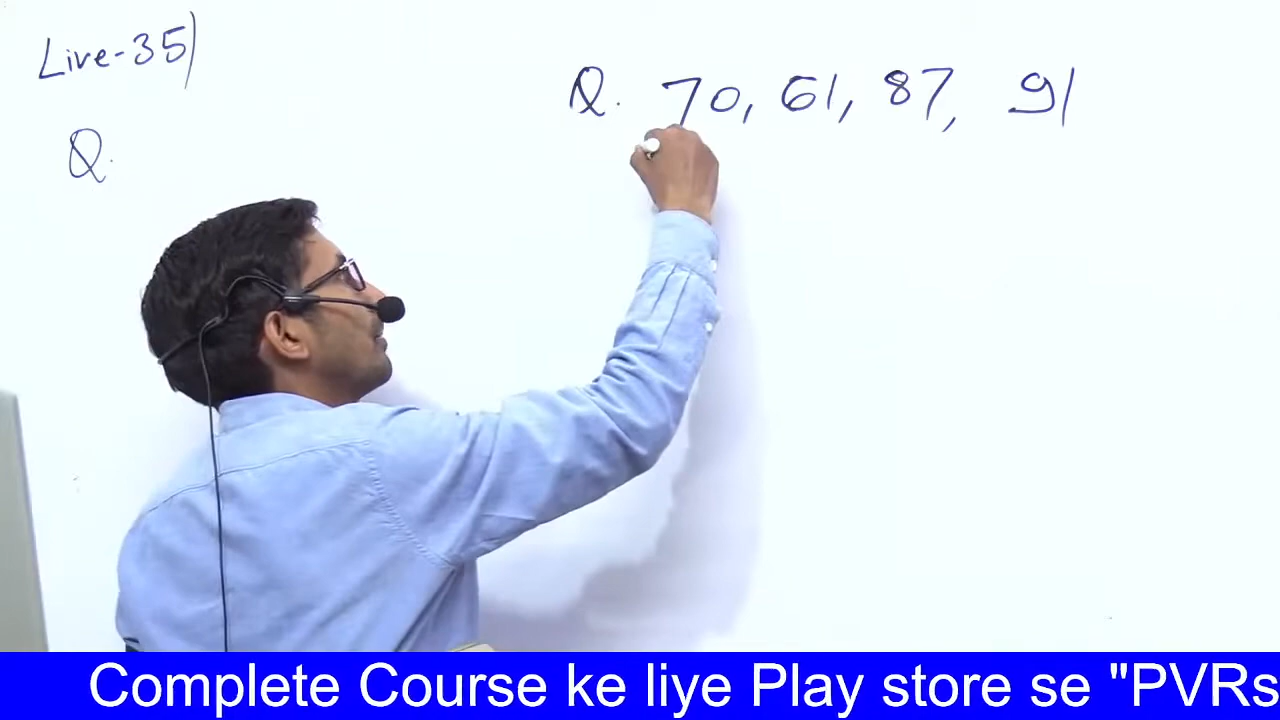 Live-35)
Q. 70, 61, 87, 91
Q.
Complete Course ke liye Play store se "PVRs